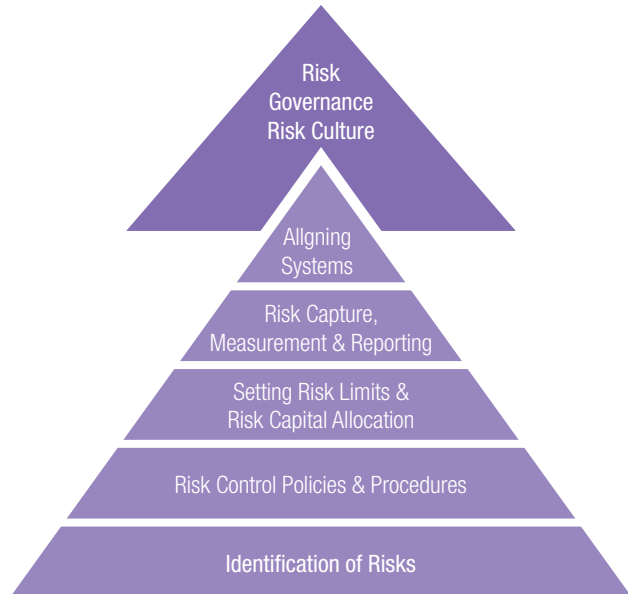 Risk
Governance
Risk Culture
Allgning
Systems
Risk Capture,
Measurement & Reporting
Setting Risk Limits &
Risk Capital Allocation
Risk Control Policies & Procedures
Identification of Risks